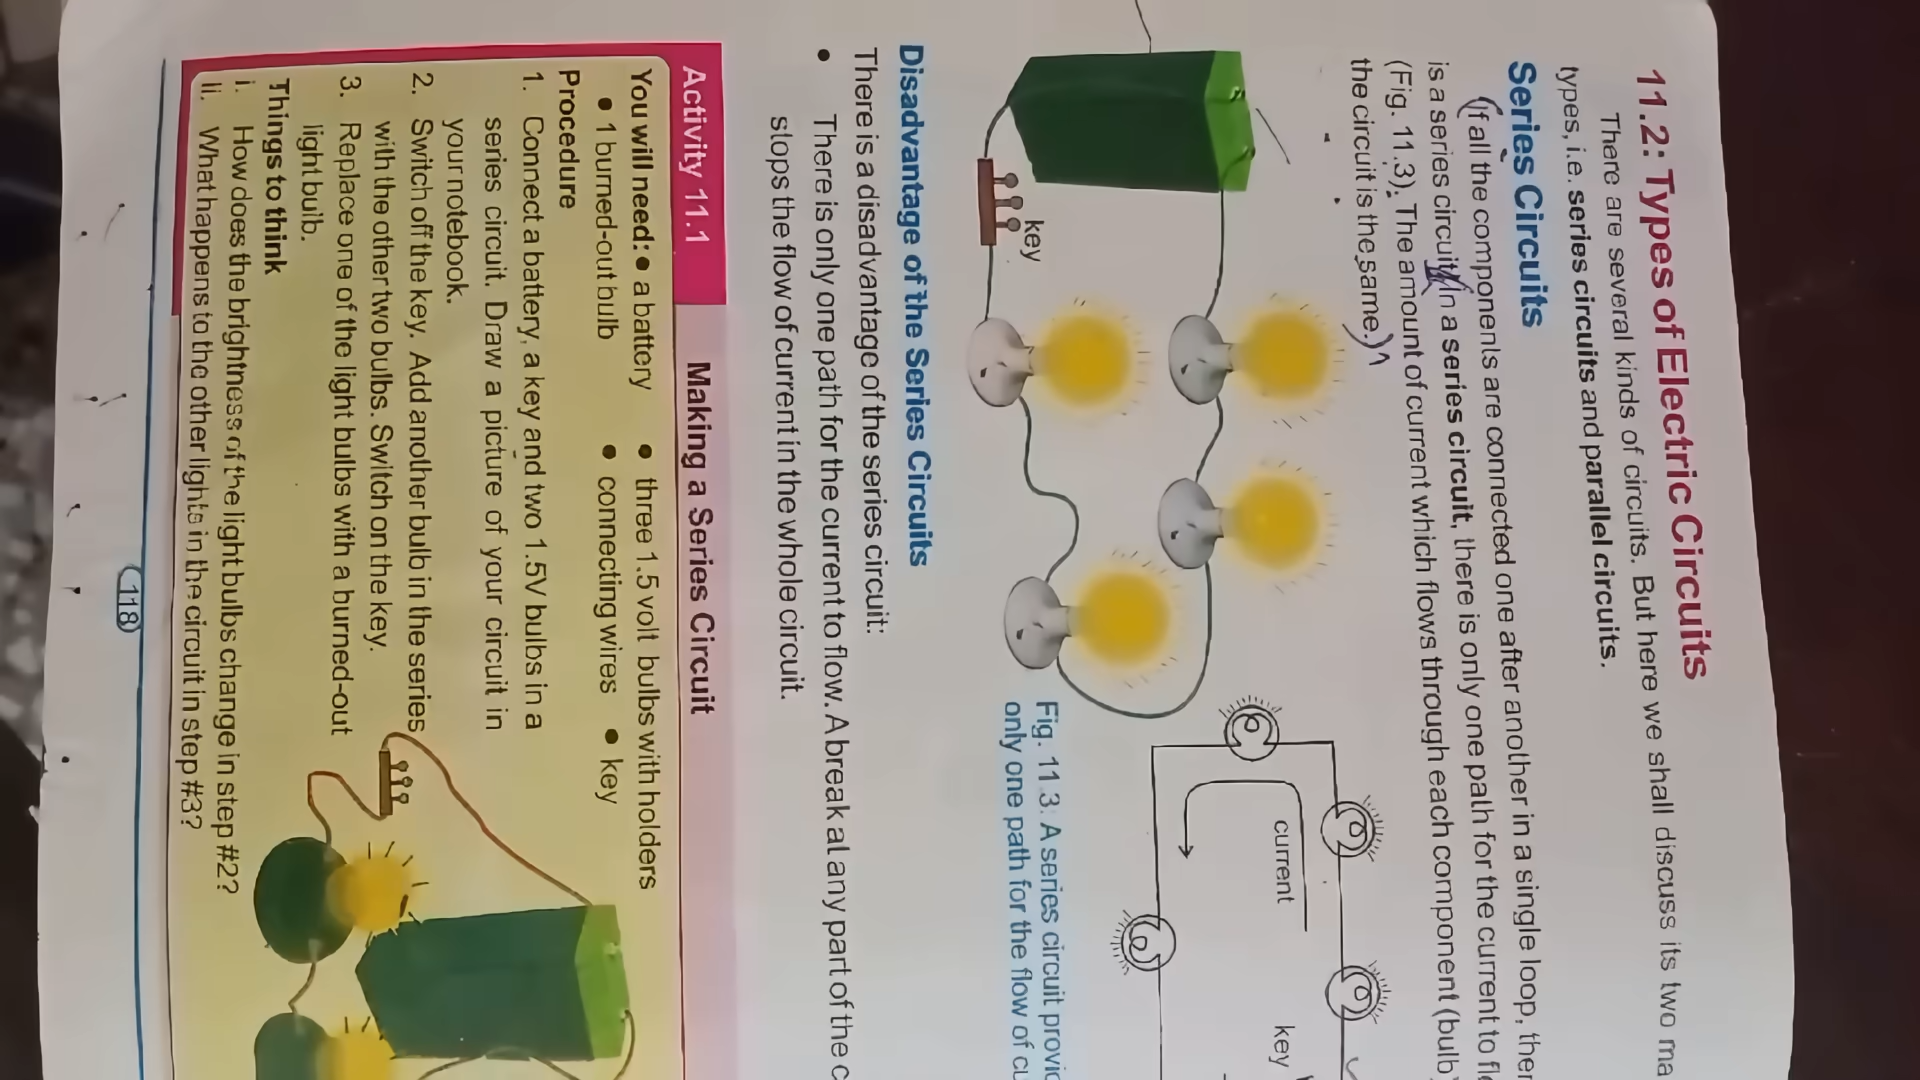 11.2: Types of Electric Circuits
There are several kinds of circuits. But here we shall discuss its two ma
types, i.e. series circuits and parallel circuits.
Series Circuits
(If all the components are connected one after another in a single loop, ther
is a series circuit. In a series circuit, there is only one path for the current to fl
(Fig. 11.3). The amount of current which flows through each component (bulb)
the circuit is the same.)
key
current
key
Fig. 11.3: A series circuit provid
only one path for the flow of cu
Disadvantage of the Series Circuits
There is a disadvantage of the series circuit:
• There is only one path for the current to flow. A break at any part of the c
stops the flow of current in the whole circuit.
Activity 11.1 Making a Series Circuit
You will need: • a battery • three 1.5 volt bulbs with holders
• 1 burned-out bulb • connecting wires • key
Procedure
1. Connect a battery, a key and two 1.5V bulbs in a
series circuit. Draw a picture of your circuit in
your notebook.
2. Switch off the key. Add another bulb in the series
with the other two bulbs. Switch on the key.
3. Replace one of the light bulbs with a burned-out
light bulb.
Things to think
i. How does the brightness of the light bulbs change in step #2?
ii. What happens to the other lights in the circuit in step #3?
118